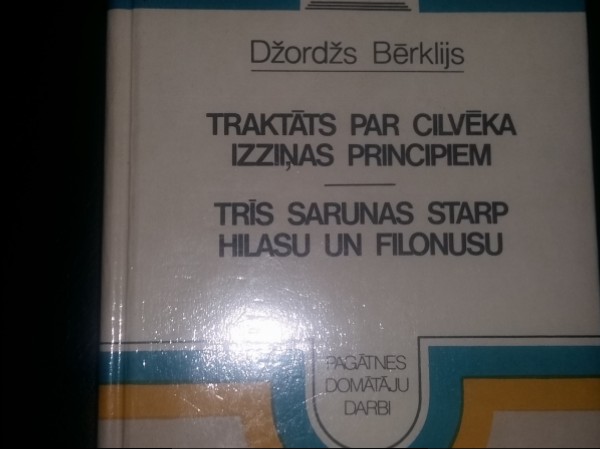 Džordžs Bērklijs
TRAKTĀTS PAR CILVĒKA
IZZIŅAS PRINCIPIEM
TRĪS SARUNAS STARP
HILASU UN FILONUSU
PAGĀTNES
DOMĀTĀJU
DARBI